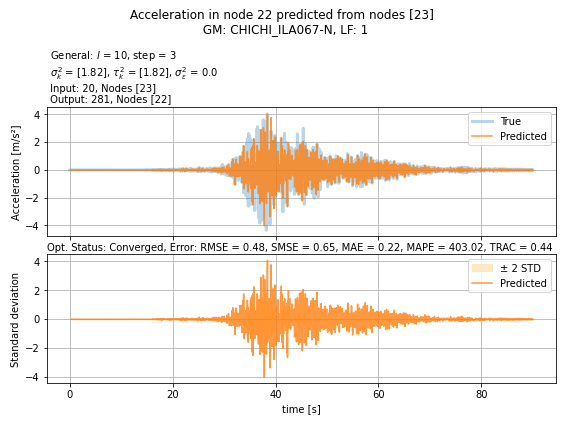 Acceleration in node 22 predicted from nodes [23]
GM: CHICHI_ILA067-N, LF: 1
General: l = 10, step = 3
σ²ₖ = [1.82], τ²ₖ = [1.82], σ²ε = 0.0
Input: 20, Nodes [23]
Output: 281, Nodes [22]
Acceleration [m/s²]
4
2
0
−2
−4
True
Predicted
Opt. Status: Converged, Error: RMSE = 0.48, SMSE = 0.65, MAE = 0.22, MAPE = 403.02, TRAC = 0.44
Standard deviation
4
2
0
−2
−4
± 2 STD
Predicted
0 20 40 60 80
time [s]